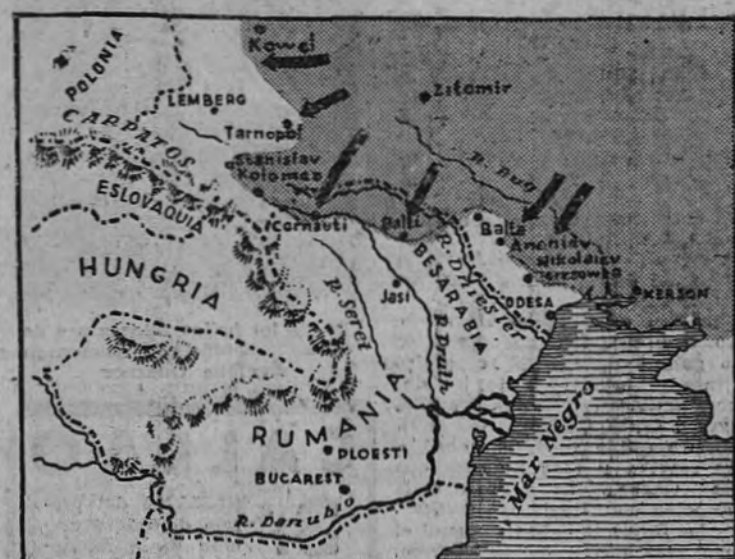 Kowel
POLONIA
LEMBERG
Zitomir
CARPATOS
Tarnopol
Stanislav
Kolomea
R. Bug
ESLOVAQUIA
Cernauti
Balti
Balta
Ananiev
Nikolaiev
HUNGRIA
R. Seret
Jasi
BESARABIA
R. Dniester
ODESA
KERSON
R. Pruth
RUMANIA
PLOESTI
BUCAREST
R. Danubio
Mar Negro